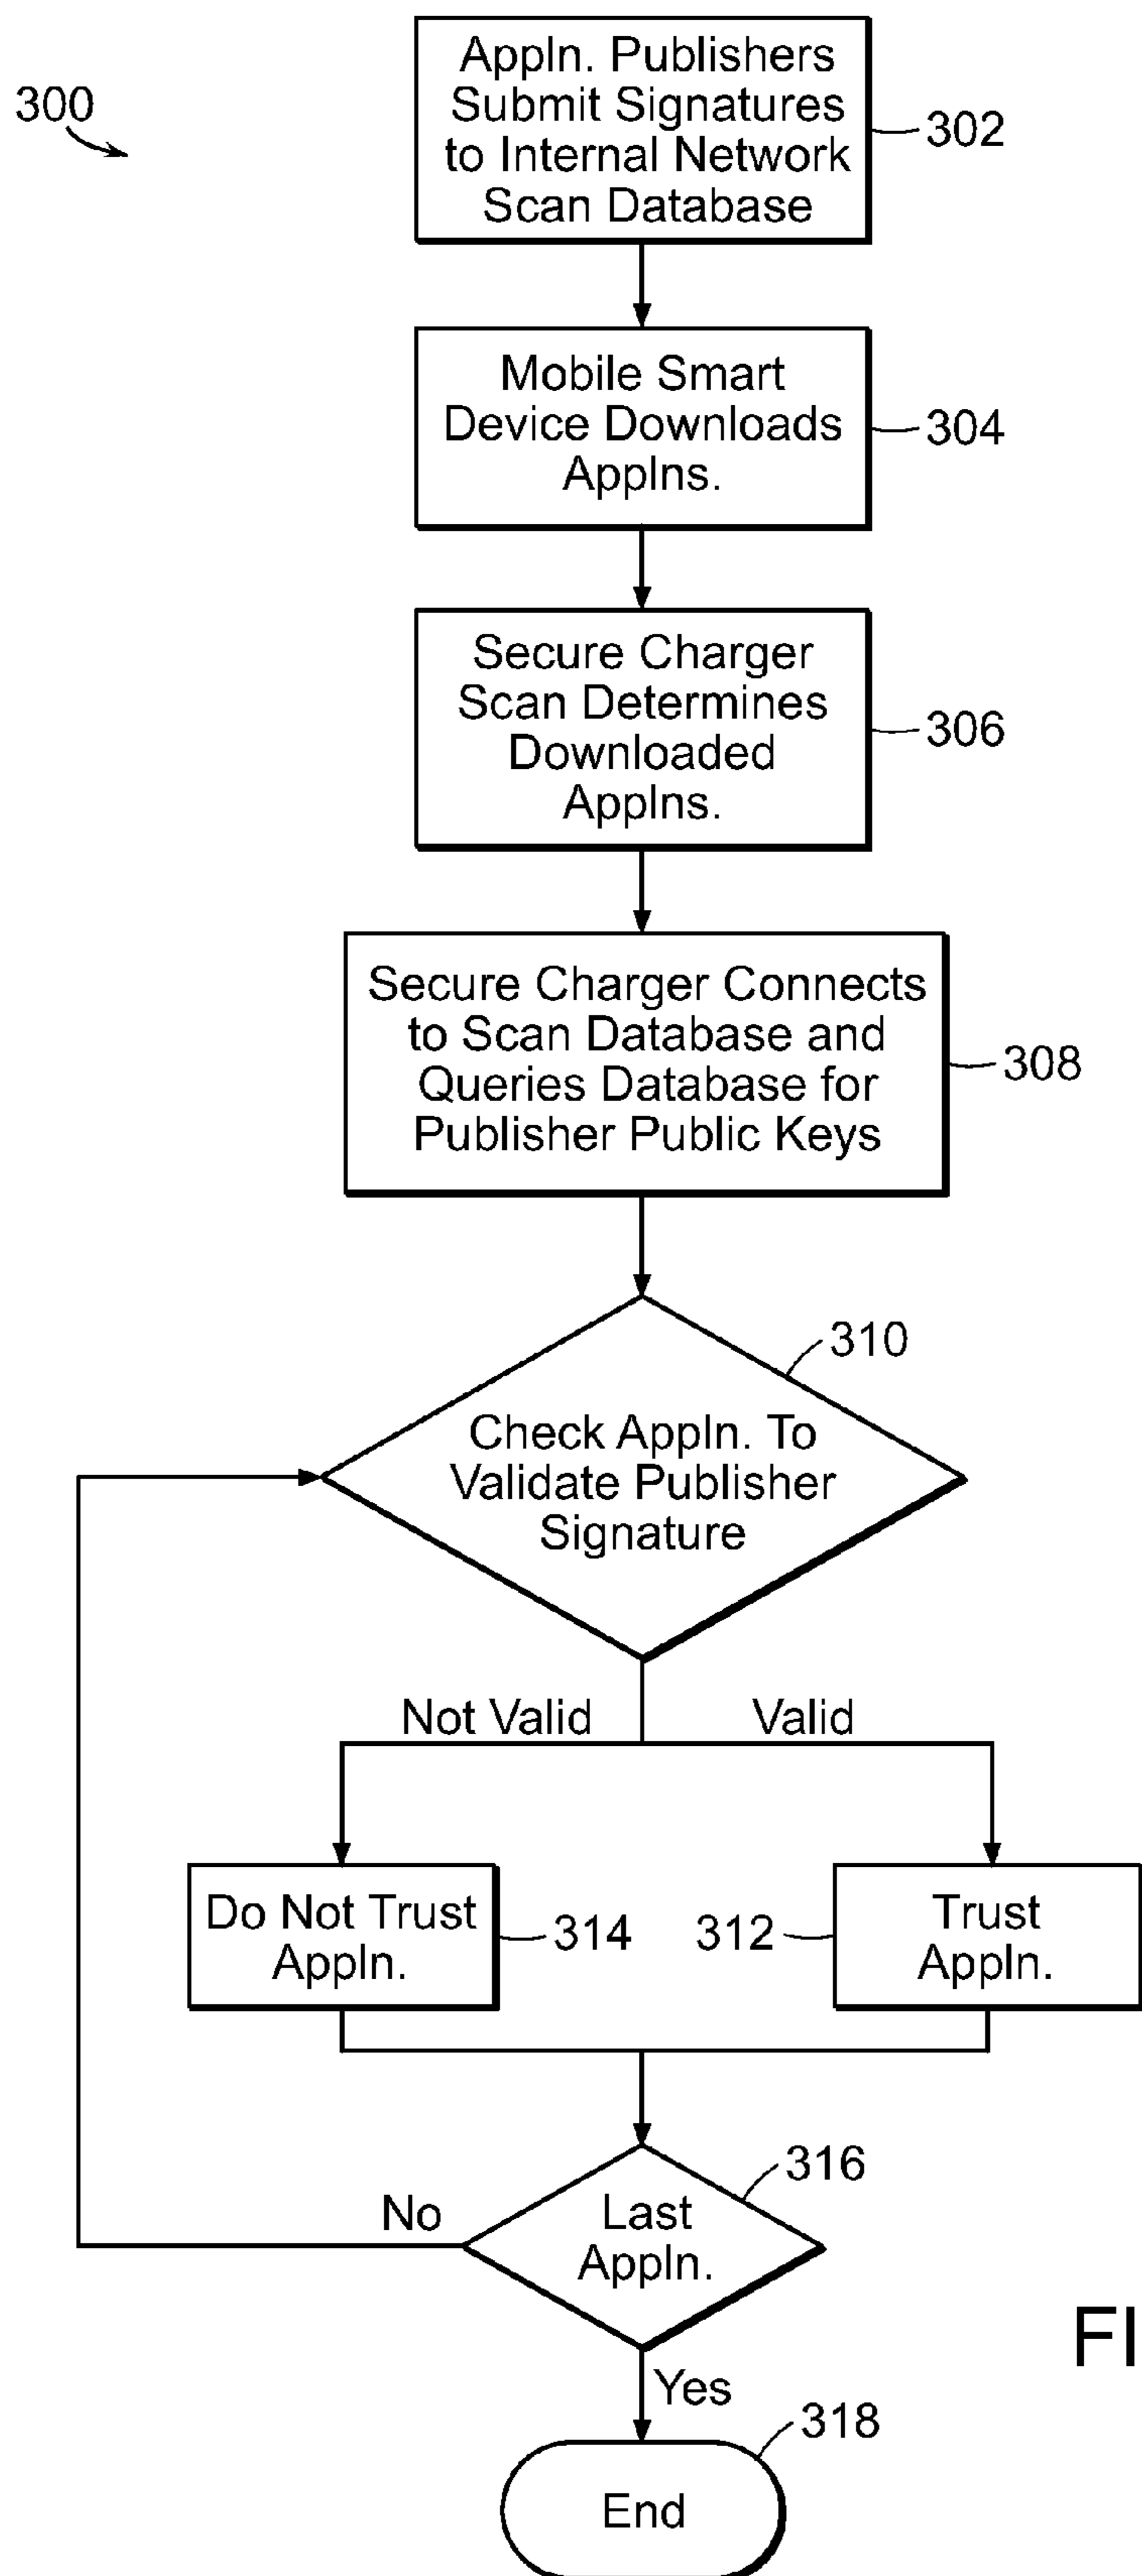 300
Appln. Publishers
Submit Signatures
to Internal Network
Scan Database
302
Mobile Smart
Device Downloads
Applns.
304
Secure Charger
Scan Determines
Downloaded
Applns.
306
Secure Charger Connects
to Scan Database and
Queries Database for
Publisher Public Keys
308
310
Check Appln. To
Validate Publisher
Signature
Not Valid
Valid
Do Not Trust
Appln.
314
312
Trust
Appln.
316
No
Last
Appln.
FI
Yes
318
End